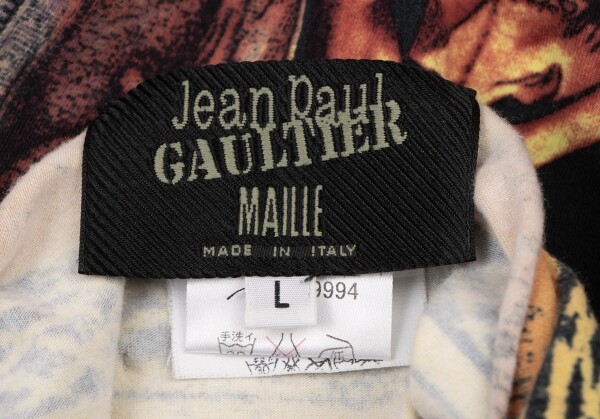 Jean Paul
GAULTIER
MAILLE
MADE IN ITALY
L
9994
手洗イ